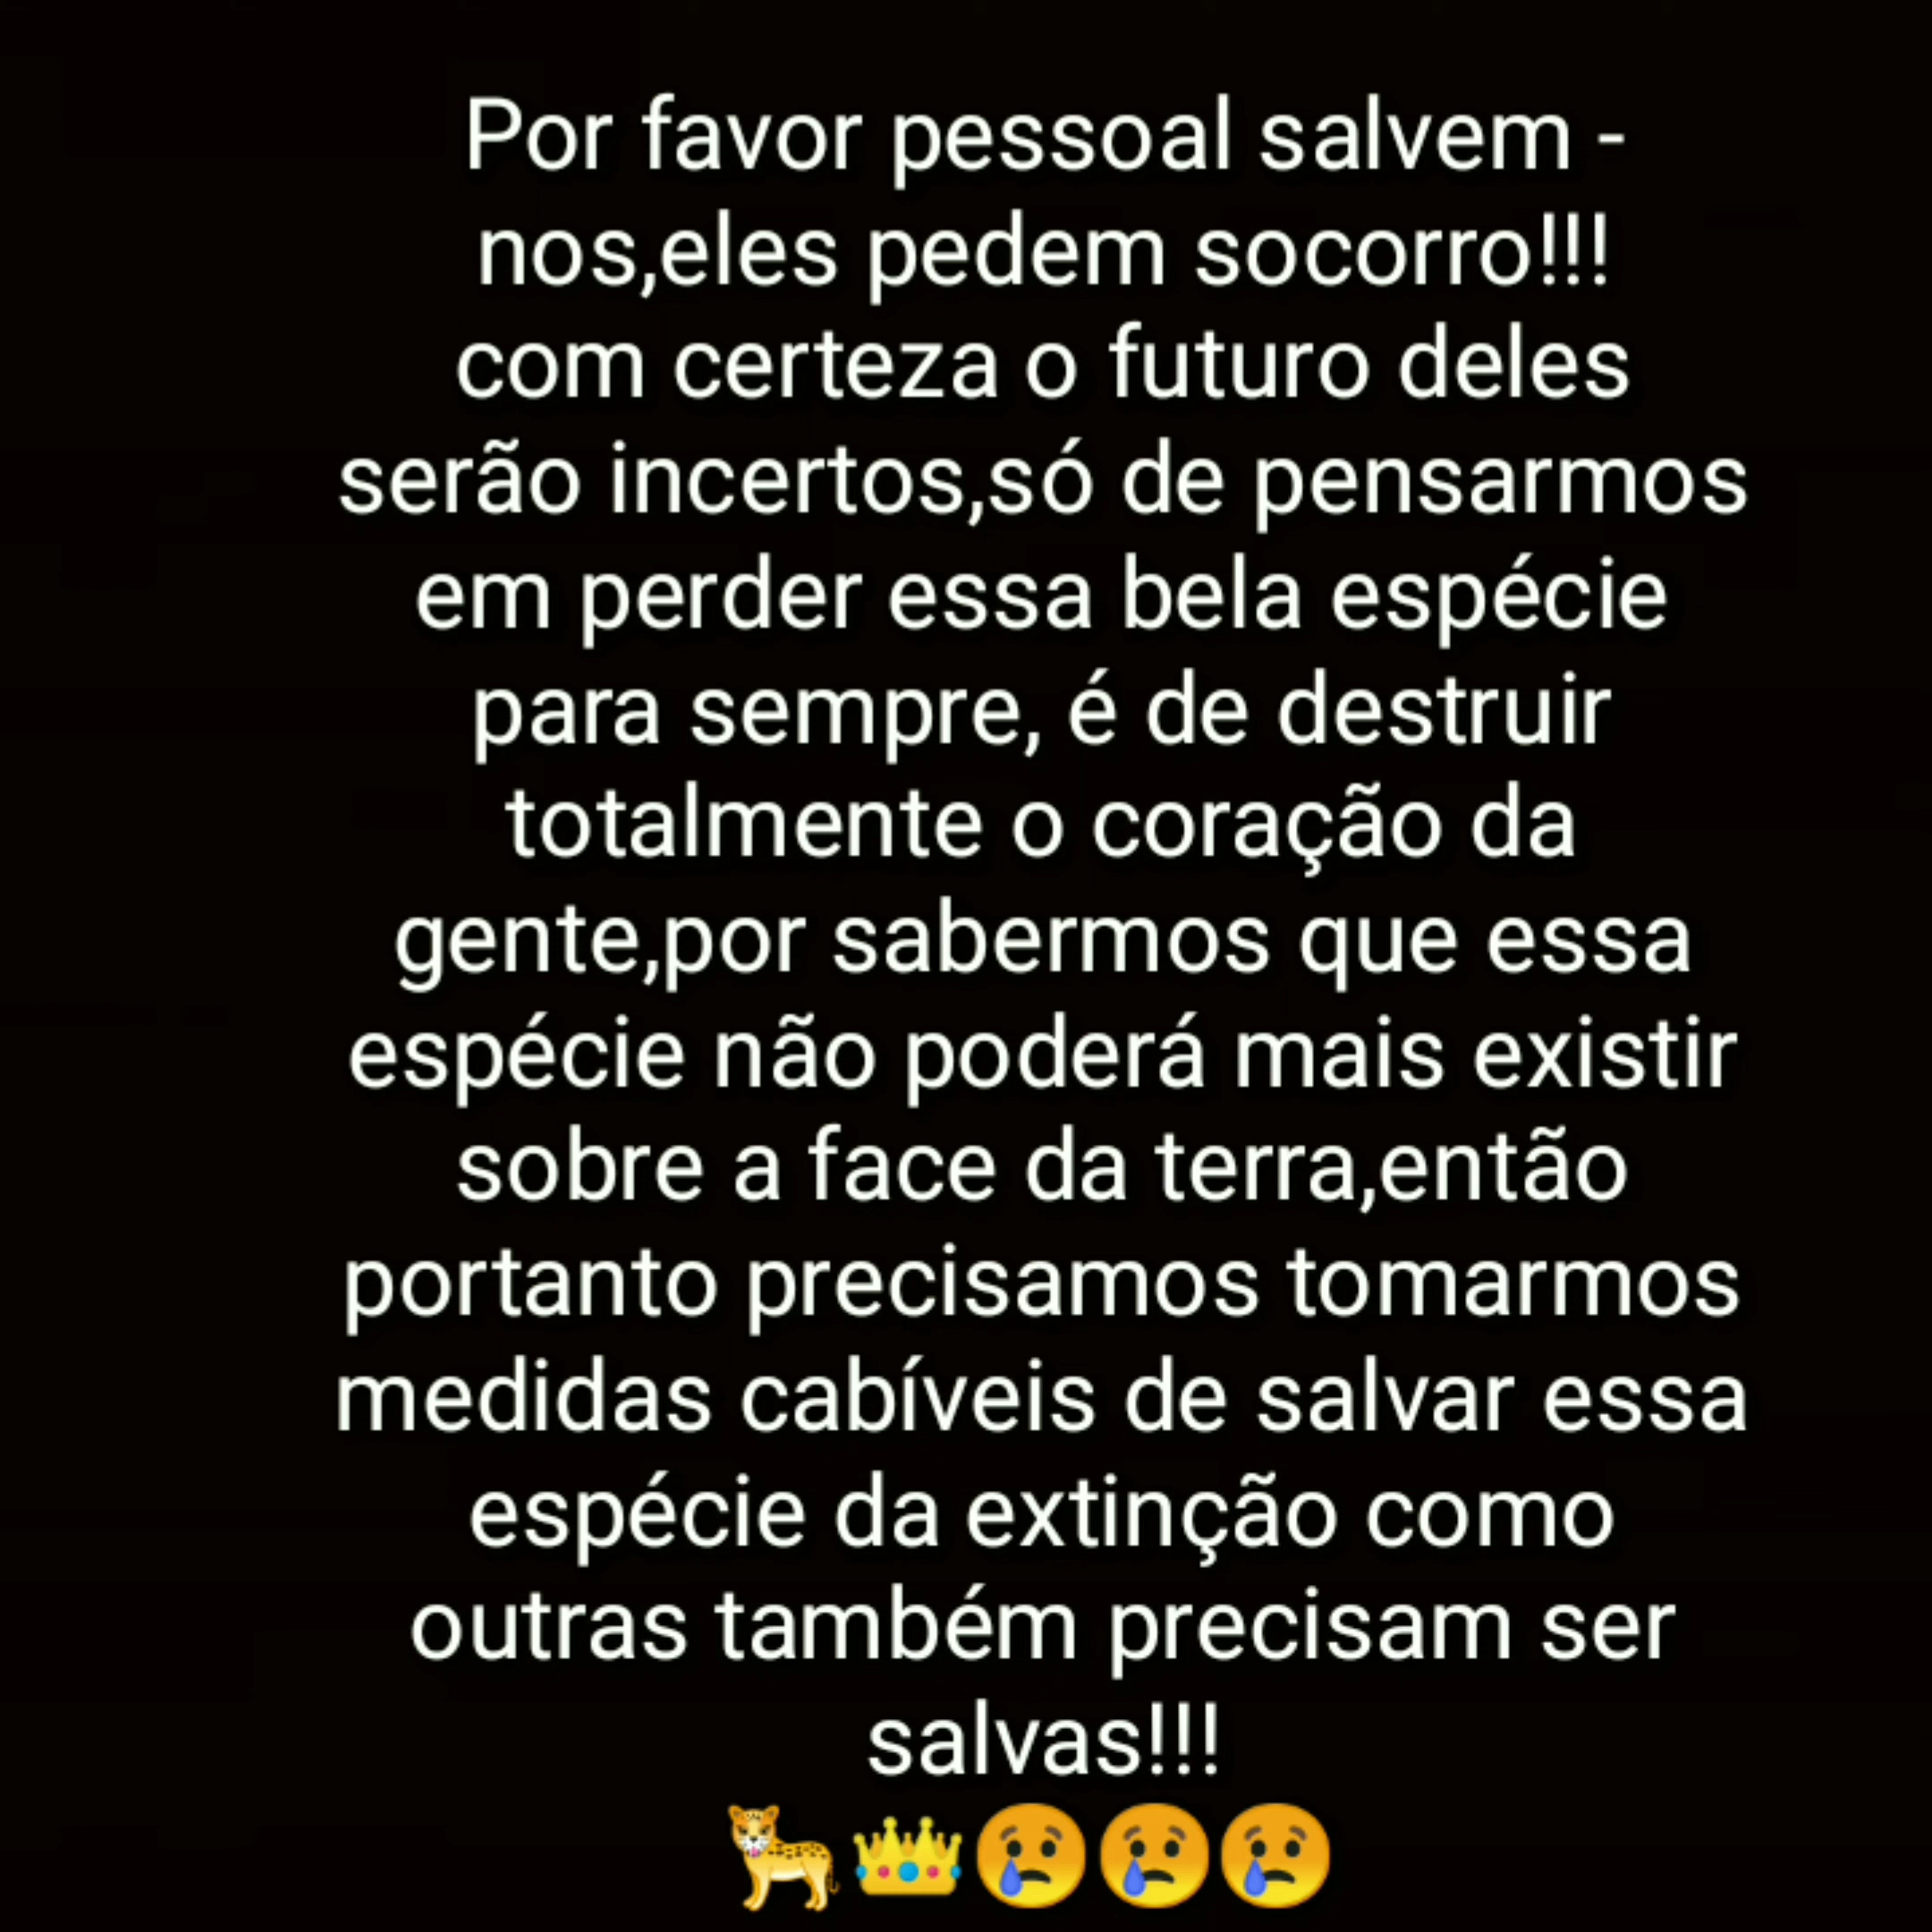 Por favor pessoal salvem -
nos,eles pedem socorro!!!
com certeza o futuro deles
serão incertos,só de pensarmos
em perder essa bela espécie
para sempre, é de destruir
totalmente o coração da
gente,por sabermos que essa
espécie não poderá mais existir
sobre a face da terra,então
portanto precisamos tomarmos
medidas cabíveis de salvar essa
espécie da extinção como
outras também precisam ser
salvas!!!
🐆👑😢😢😢